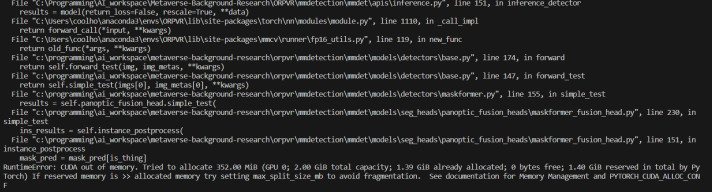 File "C:\Programming\AI_workspace\Metaverse-Background-Research\ORPVR\mmdetection\mmdet\apis\inference.py", line 151, in inference_detector
results = model(return_loss=False, rescale=True, **data)
File "C:\Users\coolho\anaconda3\envs\ORPVR\lib\site-packages\torch\nn\modules\module.py", line 1110, in _call_impl
return forward_call(*input, **kwargs)
File "C:\Users\coolho\anaconda3\envs\ORPVR\lib\site-packages\mmcv\runner\fp16_utils.py", line 119, in new_func
return old_func(*args, **kwargs)
File "c:\programming\ai_workspace\metaverse-background-research\orpvr\mmdetection\mmdet\models\detectors\base.py", line 174, in forward
return self.forward_test(img, img_metas, **kwargs)
File "c:\programming\ai_workspace\metaverse-background-research\orpvr\mmdetection\mmdet\models\detectors\base.py", line 147, in forward_test
return self.simple_test(imgs[0], img_metas[0], **kwargs)
File "c:\programming\ai_workspace\metaverse-background-research\orpvr\mmdetection\mmdet\models\detectors\maskformer.py", line 155, in simple_test
results = self.panoptic_fusion_head.simple_test(
File "c:\programming\ai_workspace\metaverse-background-research\orpvr\mmdetection\mmdet\models\seg_heads\panoptic_fusion_heads\maskformer_fusion_head.py", line 230, in
simple_test
ins_results = self.instance_postprocess(
File "c:\programming\ai_workspace\metaverse-background-research\orpvr\mmdetection\mmdet\models\seg_heads\panoptic_fusion_heads\maskformer_fusion_head.py", line 151, in
instance_postprocess
mask_pred = mask_pred[is_thing]
RuntimeError: CUDA out of memory. Tried to allocate 352.00 MiB (GPU 0; 2.00 GiB total capacity; 1.39 GiB already allocated; 0 bytes free; 1.40 GiB reserved in total by Py
Torch) If reserved memory is >> allocated memory try setting max_split_size_mb to avoid fragmentation.  See documentation for Memory Management and PYTORCH_CUDA_ALLOC_CON
F